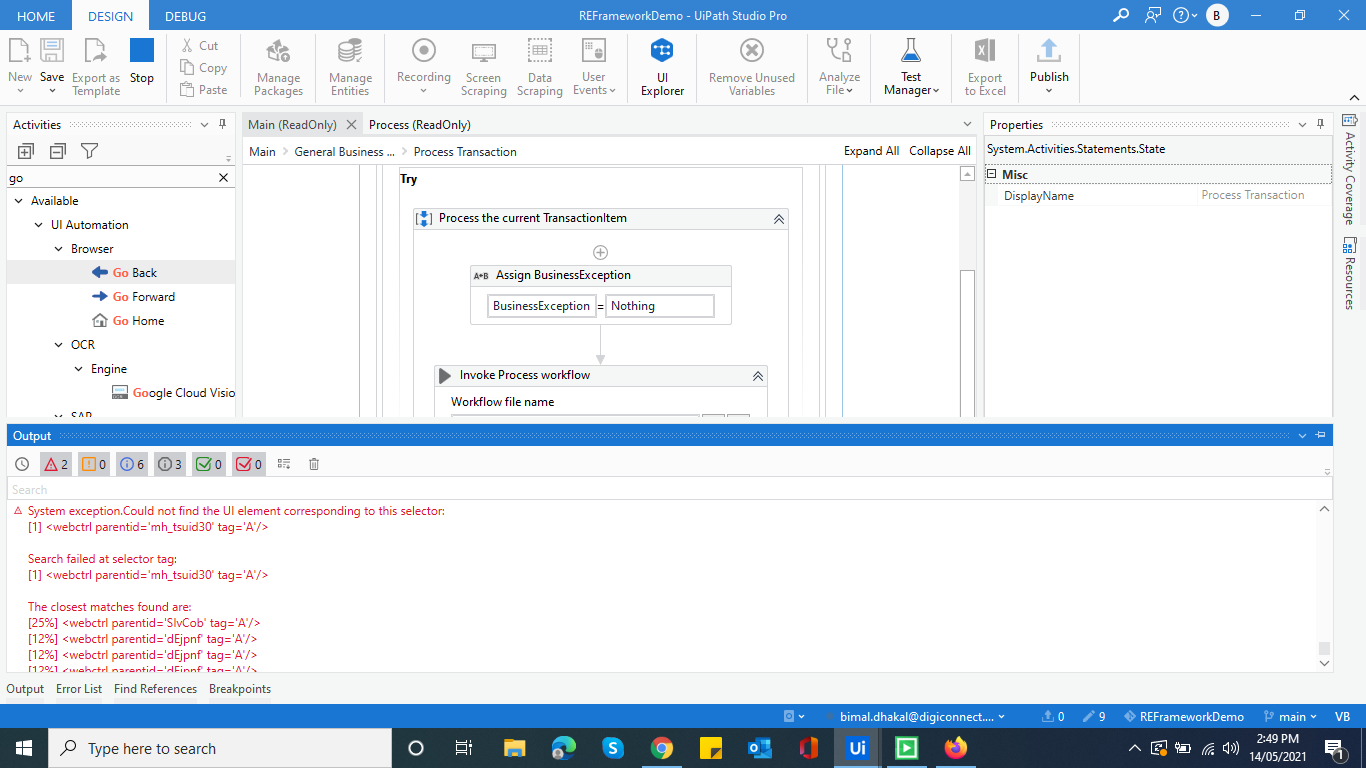 HOME DESIGN DEBUG REFrameworkDemo - UiPath Studio Pro ? B
New Save Export as Template Stop
Cut
Copy
Paste
Manage Packages Manage Entities Recording Screen Scraping Data Scraping User Events UI Explorer Remove Unused Variables Analyze File Test Manager Export to Excel Publish
Activities
go
Available
UI Automation
Browser
Go Back
Go Forward
Go Home
OCR
Engine
Google Cloud Visio
SAP
Main (ReadOnly) Process (ReadOnly)
Main > General Business ... > Process Transaction Expand All Collapse All
Try
Process the current TransactionItem
A*B Assign BusinessException
BusinessException = Nothing
Invoke Process workflow
Workflow file name
Properties
System.Activities.Statements.State
Misc
DisplayName Process Transaction
Activity Coverage
Resources
Output
2 0 6 3 0 0
Search
System exception.Could not find the UI element corresponding to this selector:
[1] <webctrl parentid='mh_tsuid30' tag='A'/>
Search failed at selector tag:
[1] <webctrl parentid='mh_tsuid30' tag='A'/>
The closest matches found are:
[25%] <webctrl parentid='SIvCob' tag='A'/>
[12%] <webctrl parentid='dEjpnf' tag='A'/>
[12%] <webctrl parentid='dEjpnf' tag='A'/>
[12%] <webctrl parentid='dEjpnf' tag='A'/>
Output Error List Find References Breakpoints
bimal.dhakal@digiconnect.... 0 9 REFrameworkDemo main VB
Type here to search
Ui
2:49 PM
14/05/2021
1